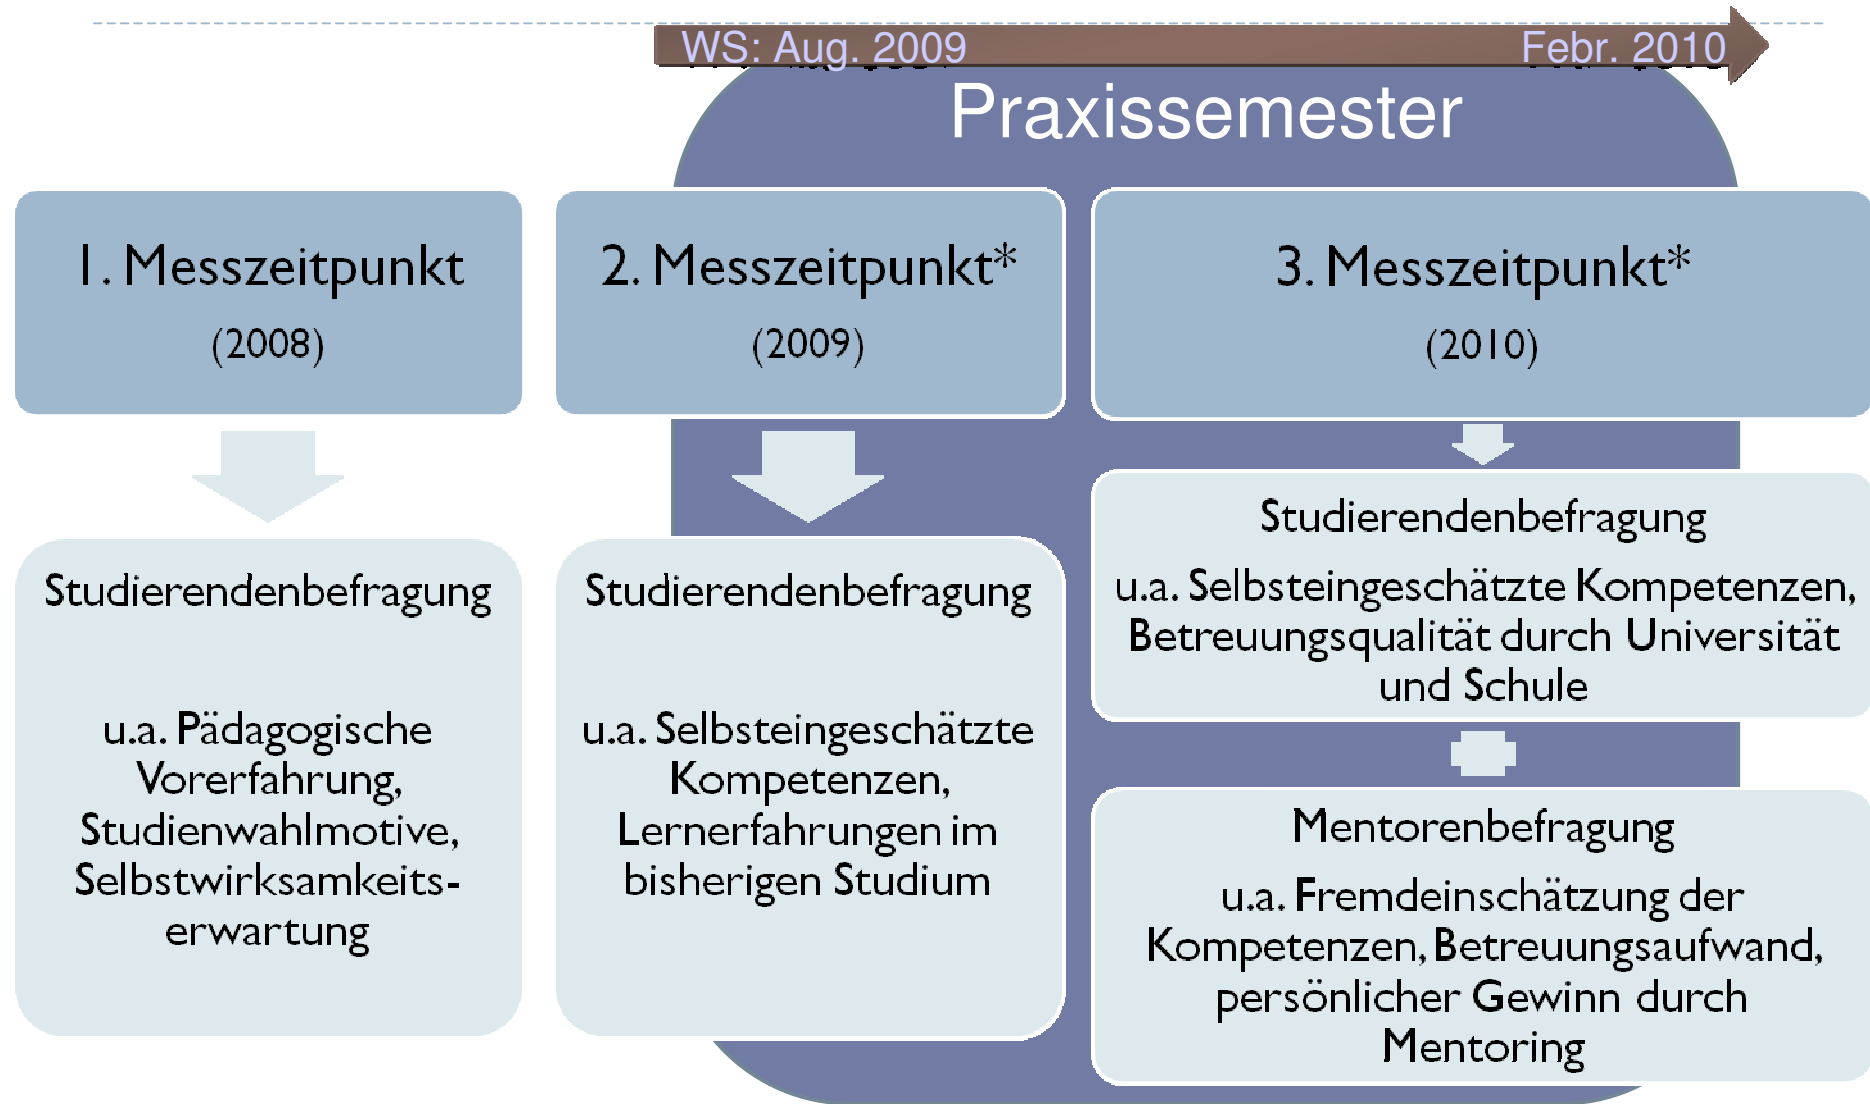 WS: Aug. 2009 Febr. 2010
Praxissemester
1. Messzeitpunkt
(2008)
2. Messzeitpunkt*
(2009)
3. Messzeitpunkt*
(2010)
Studierendenbefragung
u.a. Pädagogische
Vorerfahrung,
Studienwahlmotive,
Selbstwirksamkeits-
erwartung
Studierendenbefragung
u.a. Selbsteingeschätzte
Kompetenzen,
Lernerfahrungen im
bisherigen Studium
Studierendenbefragung
u.a. Selbsteingeschätzte Kompetenzen,
Betreuungsqualität durch Universität
und Schule
Mentorenbefragung
u.a. Fremdeinschätzung der
Kompetenzen, Betreuungsaufwand,
persönlicher Gewinn durch
Mentoring